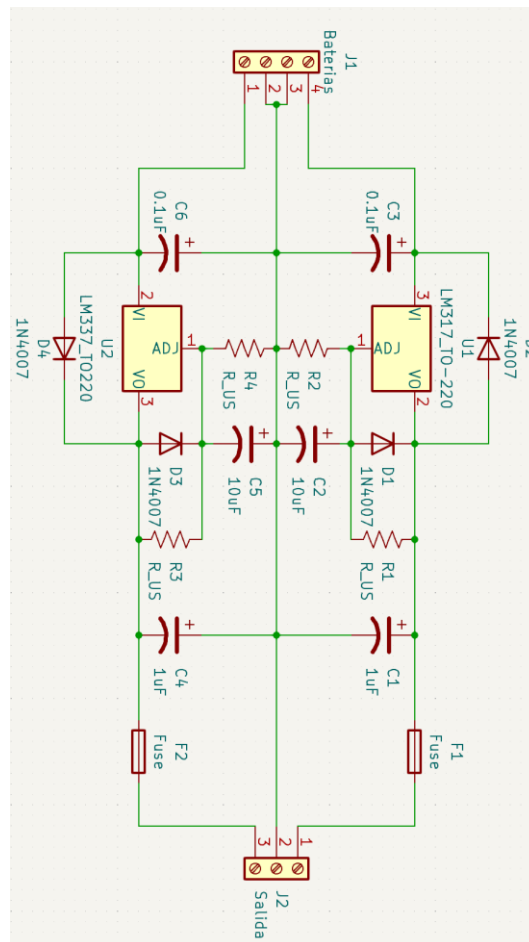 J1
Baterias
1 2 3 4
C6
0.1uF
+
C3
0.1uF
+
D4
1N4007
U2
LM337_TO220
2
VI
ADJ
1
VO
3
R4
R_US
R2
R_US
LM317_TO-220
U1
3
VI
1
ADJ
VO
2
1N4007
D3
1N4007
C5
10uF
+
C2
10uF
+
D1
1N4007
R3
R_US
R1
R_US
C4
1uF
+
C1
1uF
+
F2
Fuse
F1
Fuse
3 2 1
J2
Salida